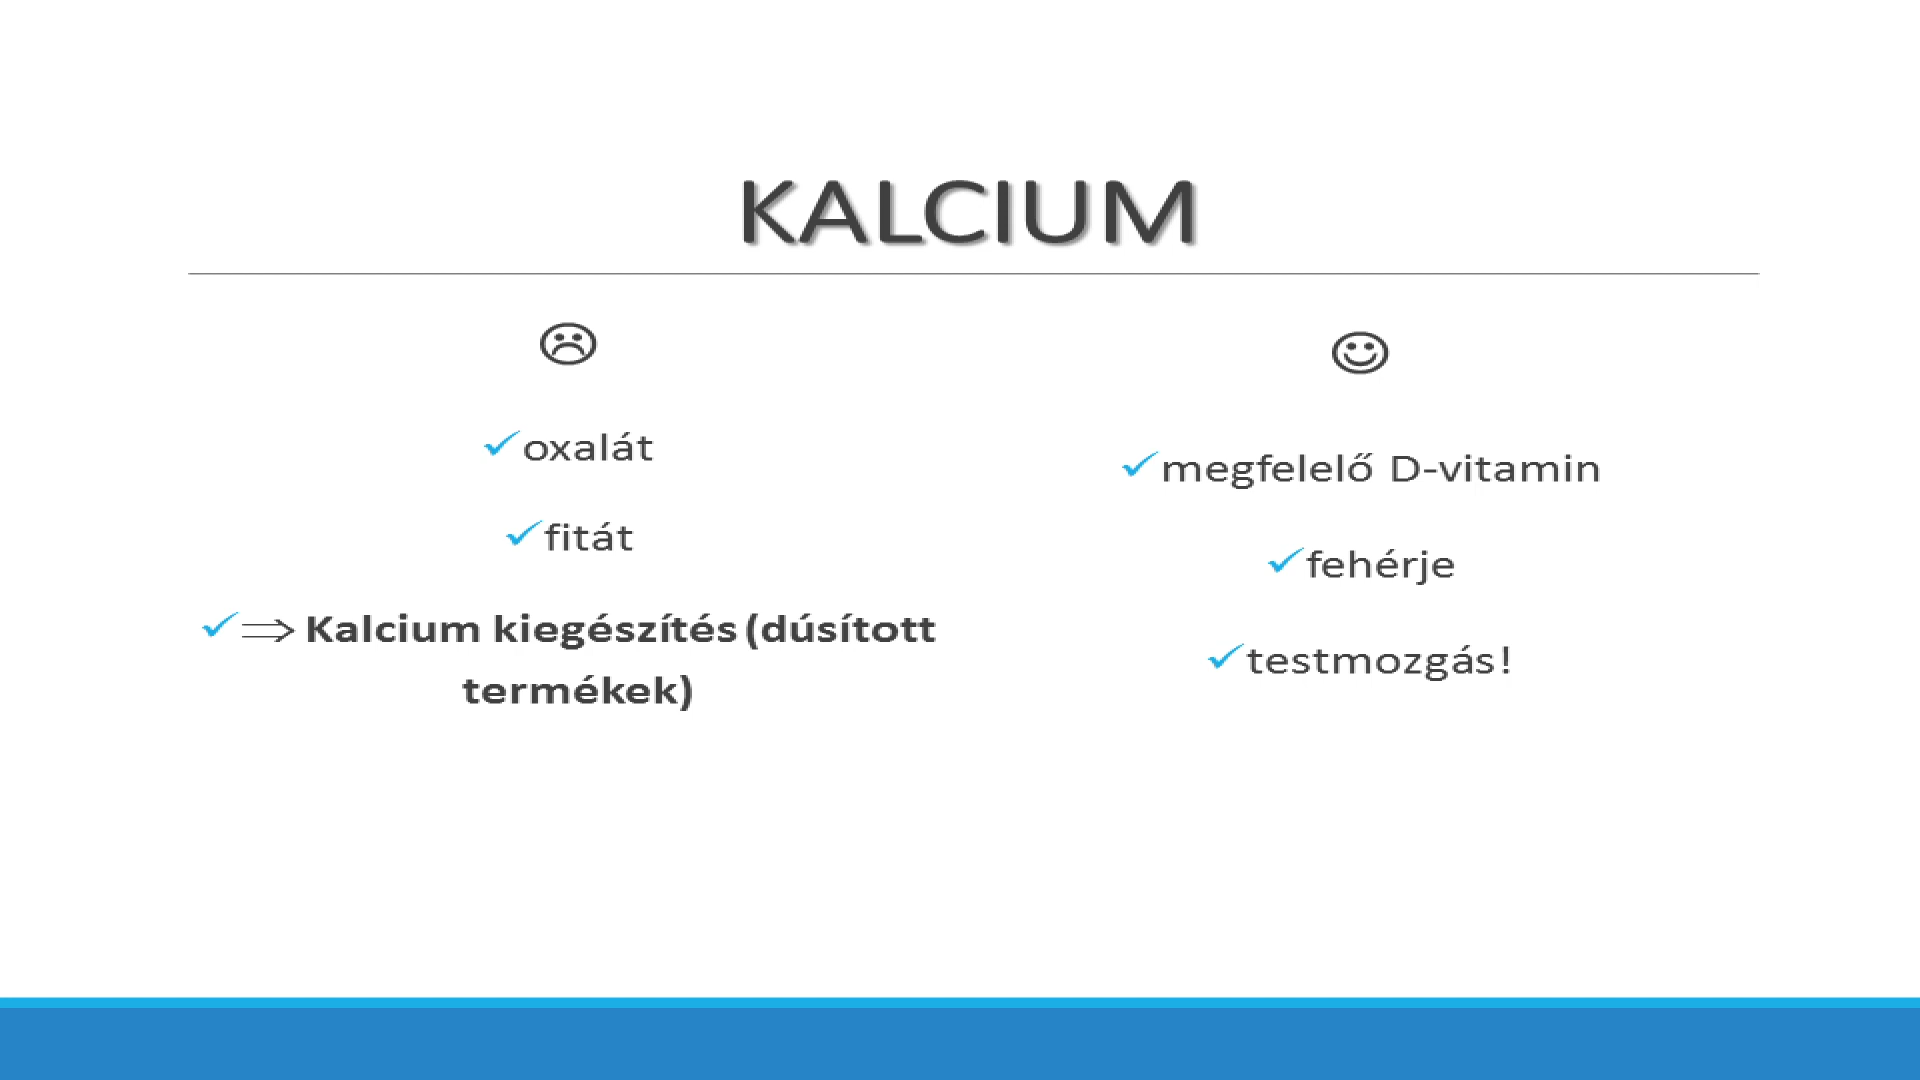 KALCIUM
☹
✓oxalát
✓fitát
✓⇒ Kalcium kiegészítés (dúsított
termékek)
☺
✓megfelelő D-vitamin
✓fehérje
✓testmozgás!